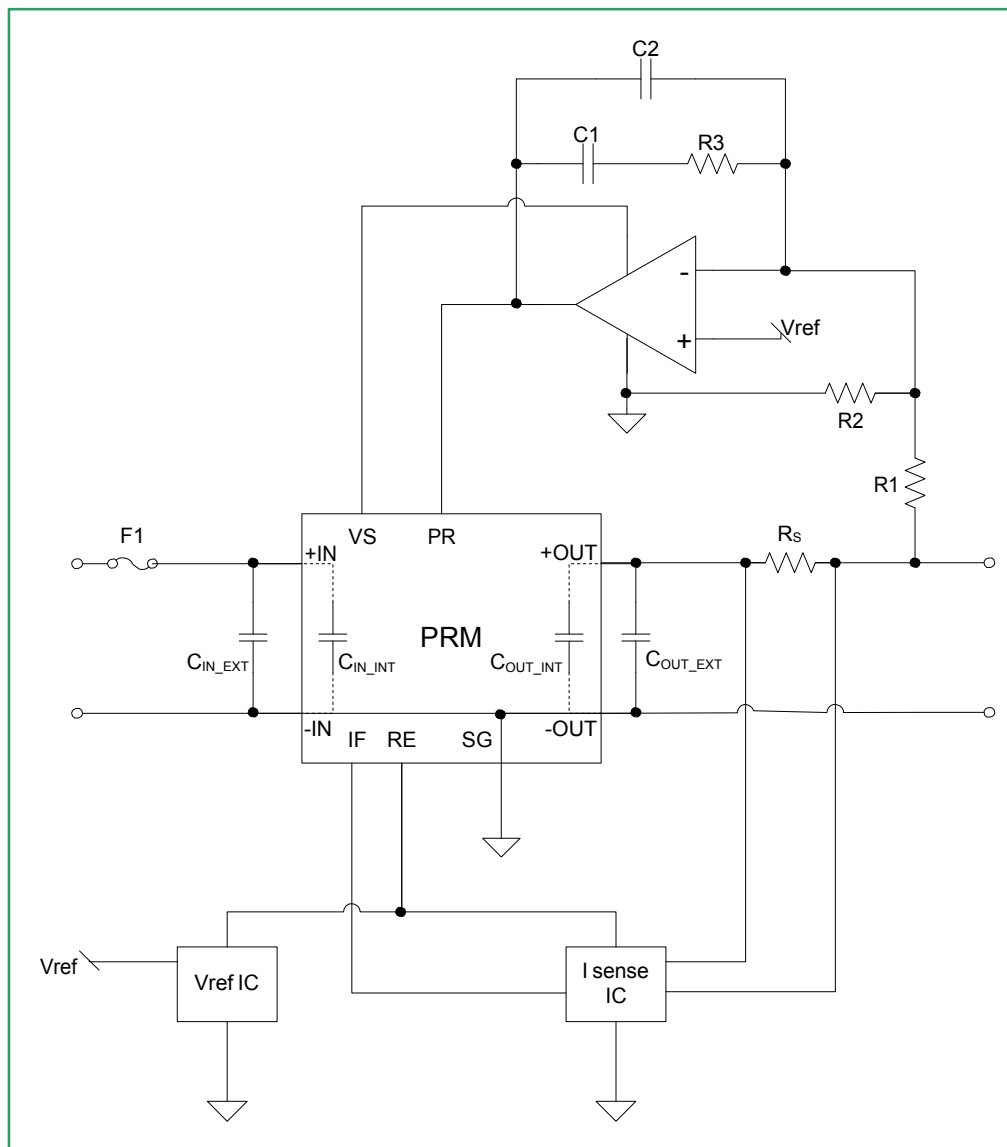 C2
C1
R3
-
+
Vref
R2
R1
F1
VS
PR
+IN
+OUT
RS
PRM
CIN_EXT
CIN_INT
COUT_INT
COUT_EXT
-IN
-OUT
IF
RE
SG
Vref
Vref IC
I sense
IC